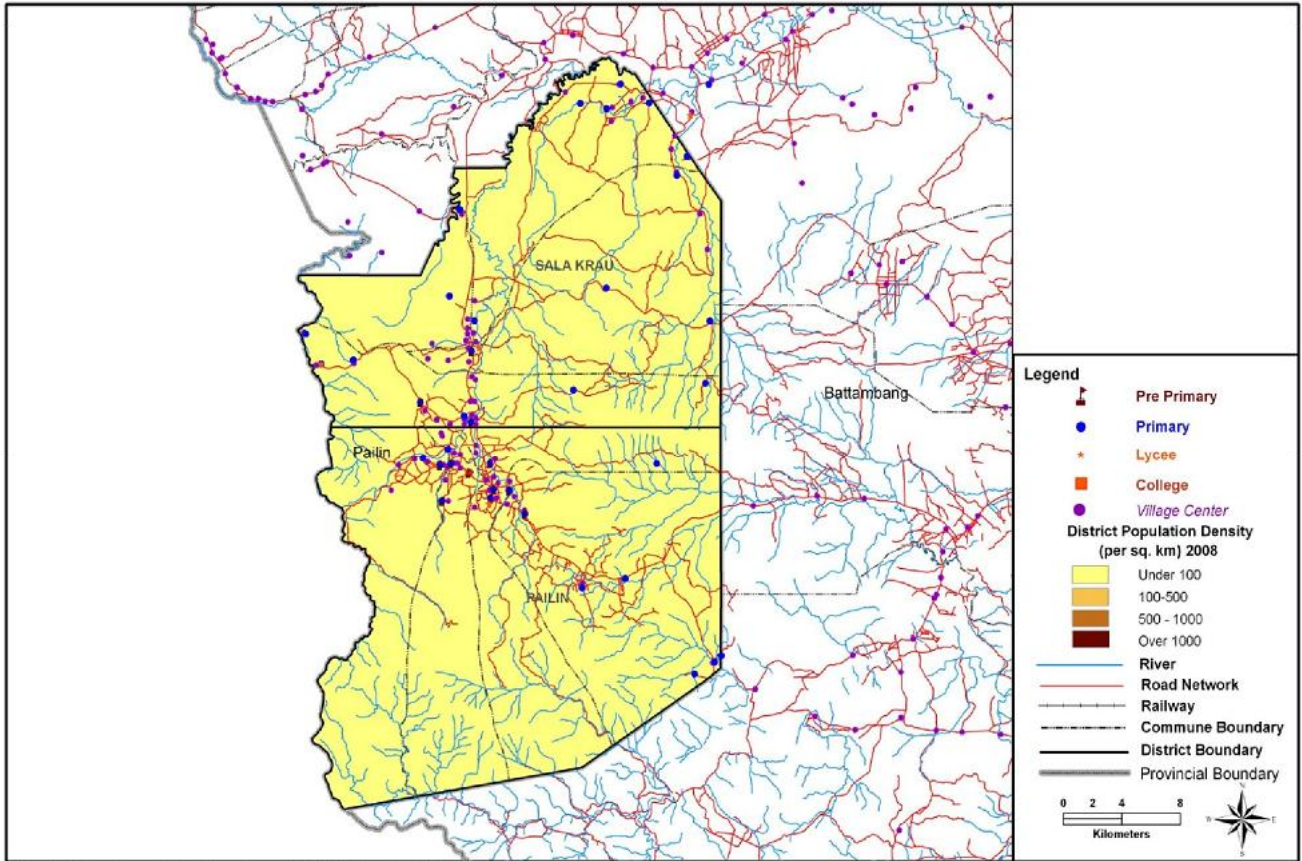 SALA KRAU
Battambang
Pailin
PAILIN
Legend
Pre Primary
Primary
Lycee
College
Village Center
District Population Density
(per sq. km) 2008
Under 100
100-500
500 - 1000
Over 1000
River
Road Network
Railway
Commune Boundary
District Boundary
Provincial Boundary
0 2 4 8
Kilometers
N
W E
S